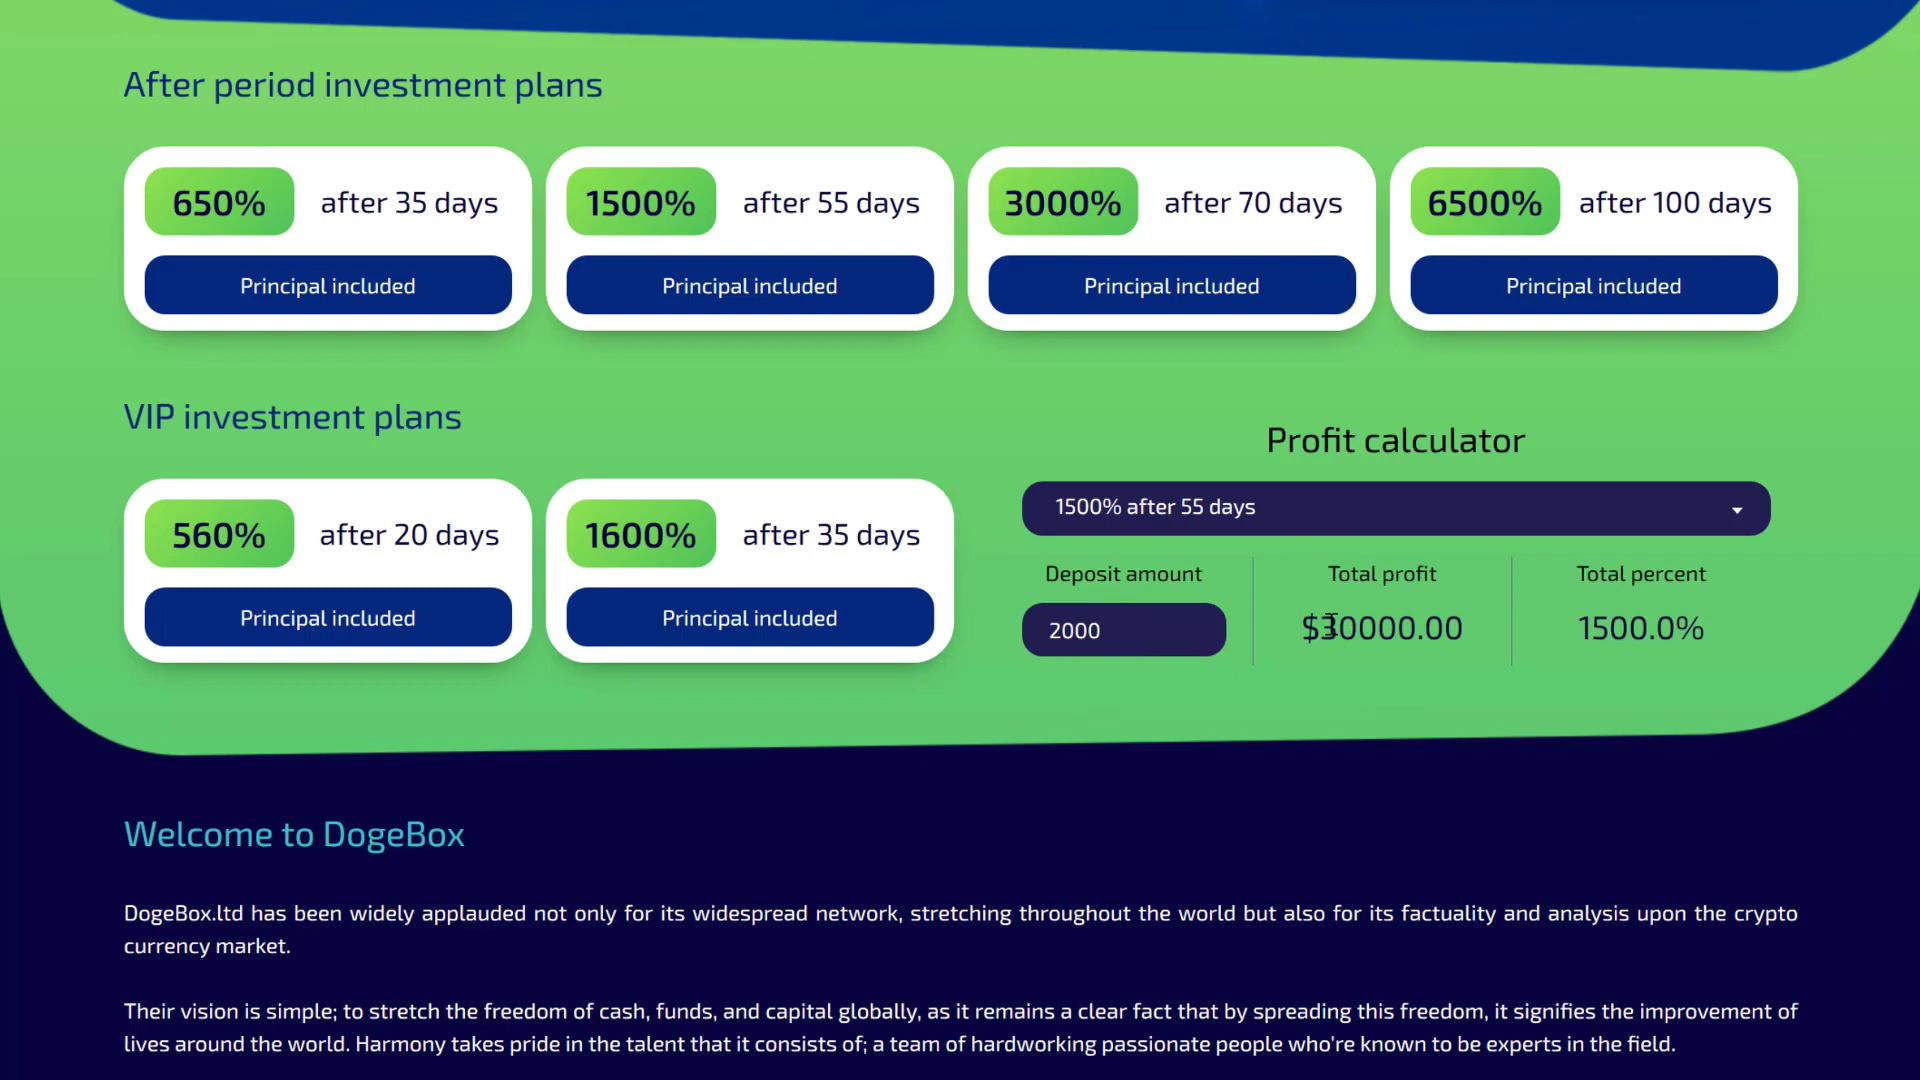 After period investment plans
650% after 35 days
Principal included
1500% after 55 days
Principal included
3000% after 70 days
Principal included
6500% after 100 days
Principal included
VIP investment plans
560% after 20 days
Principal included
1600% after 35 days
Principal included
Profit calculator
1500% after 55 days
Deposit amount
2000
Total profit
$30000.00
Total percent
1500.0%
Welcome to DogeBox
DogeBox.ltd has been widely applauded not only for its widespread network, stretching throughout the world but also for its factuality and analysis upon the crypto
currency market.
Their vision is simple; to stretch the freedom of cash, funds, and capital globally, as it remains a clear fact that by spreading this freedom, it signifies the improvement of
lives around the world. Harmony takes pride in the talent that it consists of; a team of hardworking passionate people who're known to be experts in the field.